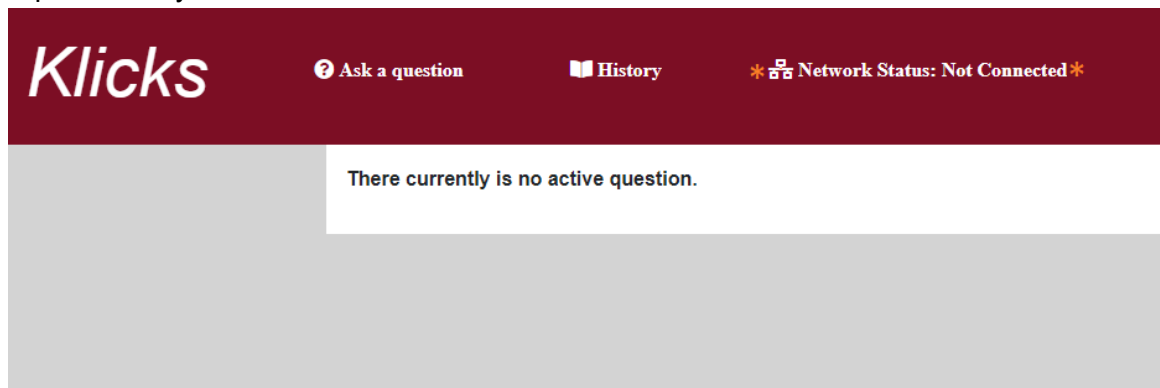 Klicks
Ask a question
History
*Network Status: Not Connected*
There currently is no active question.